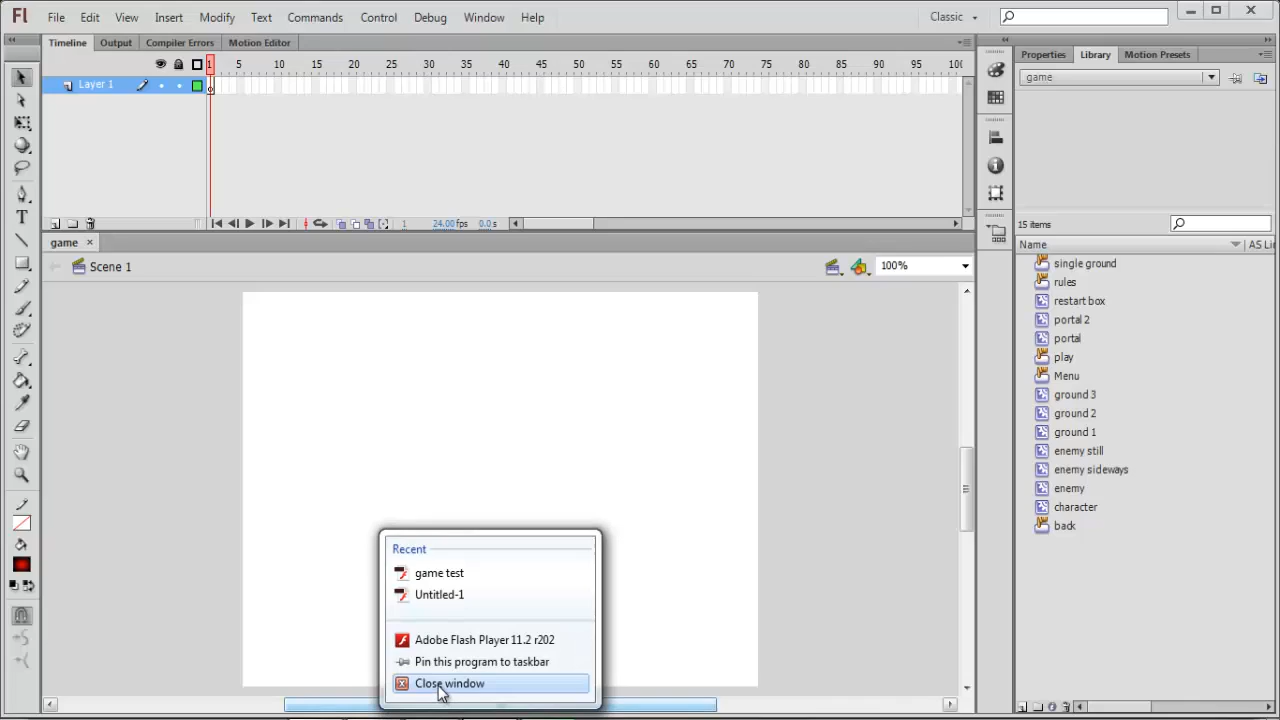 Fl File Edit View Insert Modify Text Commands Control Debug Window Help Classic
Timeline Output Compiler Errors Motion Editor
1 5 10 15 20 25 30 35 40 45 50 55 60 65 70 75 80 85 90 95 100
Layer 1
1 24.00 fps 0.0 s
game
Scene 1 100%
Properties Library Motion Presets
game
15 items
Name AS Li
single ground
rules
restart box
portal 2
portal
play
Menu
ground 3
ground 2
ground 1
enemy still
enemy sideways
enemy
character
back
Recent
game test
Untitled-1
Adobe Flash Player 11.2 r202
Pin this program to taskbar
Close window